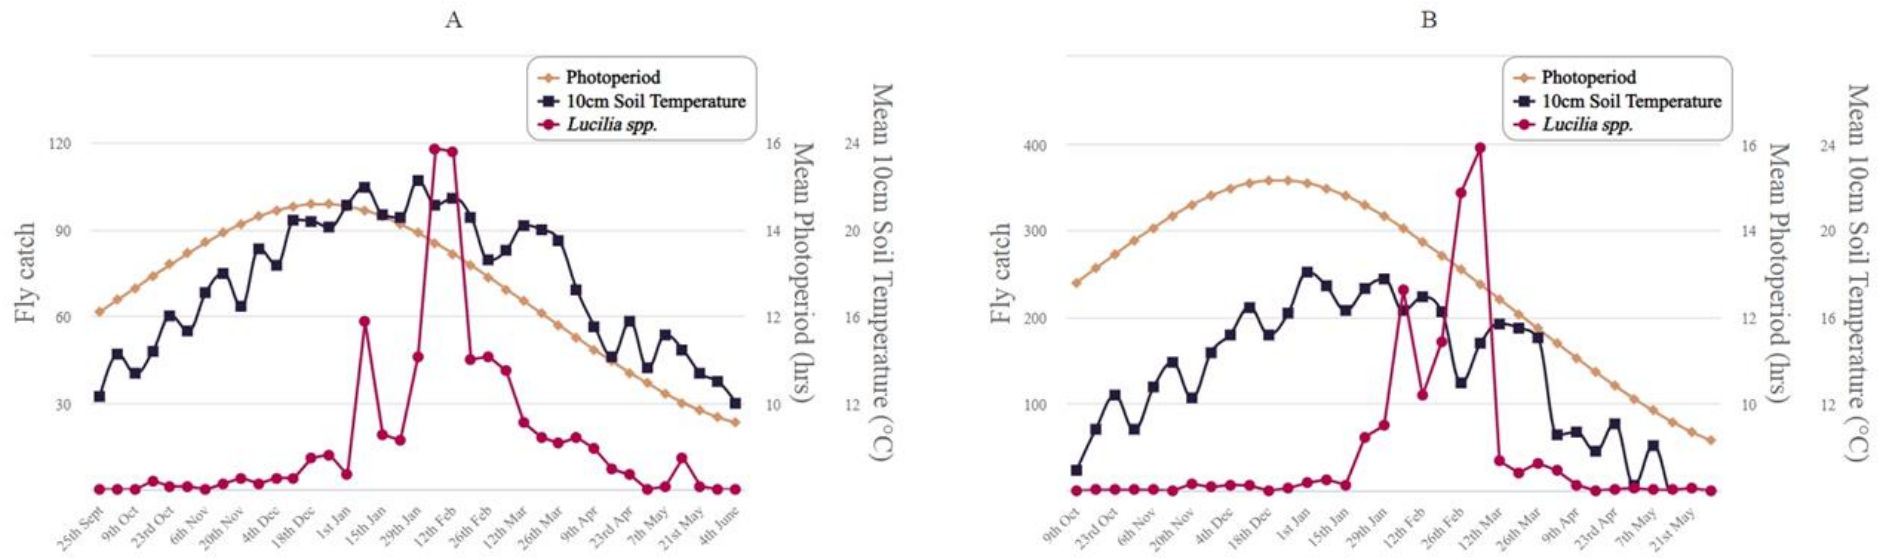 A
Photoperiod
10cm Soil Temperature
Lucilia spp.
Fly catch
120
90
60
30
16
14
12
10
Mean Photoperiod (hrs)
24
20
16
12
Mean 10cm Soil Temperature (°C)
25th Sept
9th Oct
23rd Oct
6th Nov
20th Nov
4th Dec
18th Dec
1st Jan
15th Jan
29th Jan
12th Feb
26th Feb
12th Mar
26th Mar
9th Apr
23rd Apr
7th May
21st May
4th June
B
Photoperiod
10cm Soil Temperature
Lucilia spp.
Fly catch
400
300
200
100
16
14
12
10
Mean Photoperiod (hrs)
24
20
16
12
Mean 10cm Soil Temperature (°C)
9th Oct
23rd Oct
6th Nov
20th Nov
4th Dec
18th Dec
1st Jan
15th Jan
29th Jan
12th Feb
26th Feb
12th Mar
26th Mar
9th Apr
23rd Apr
7th May
21st May